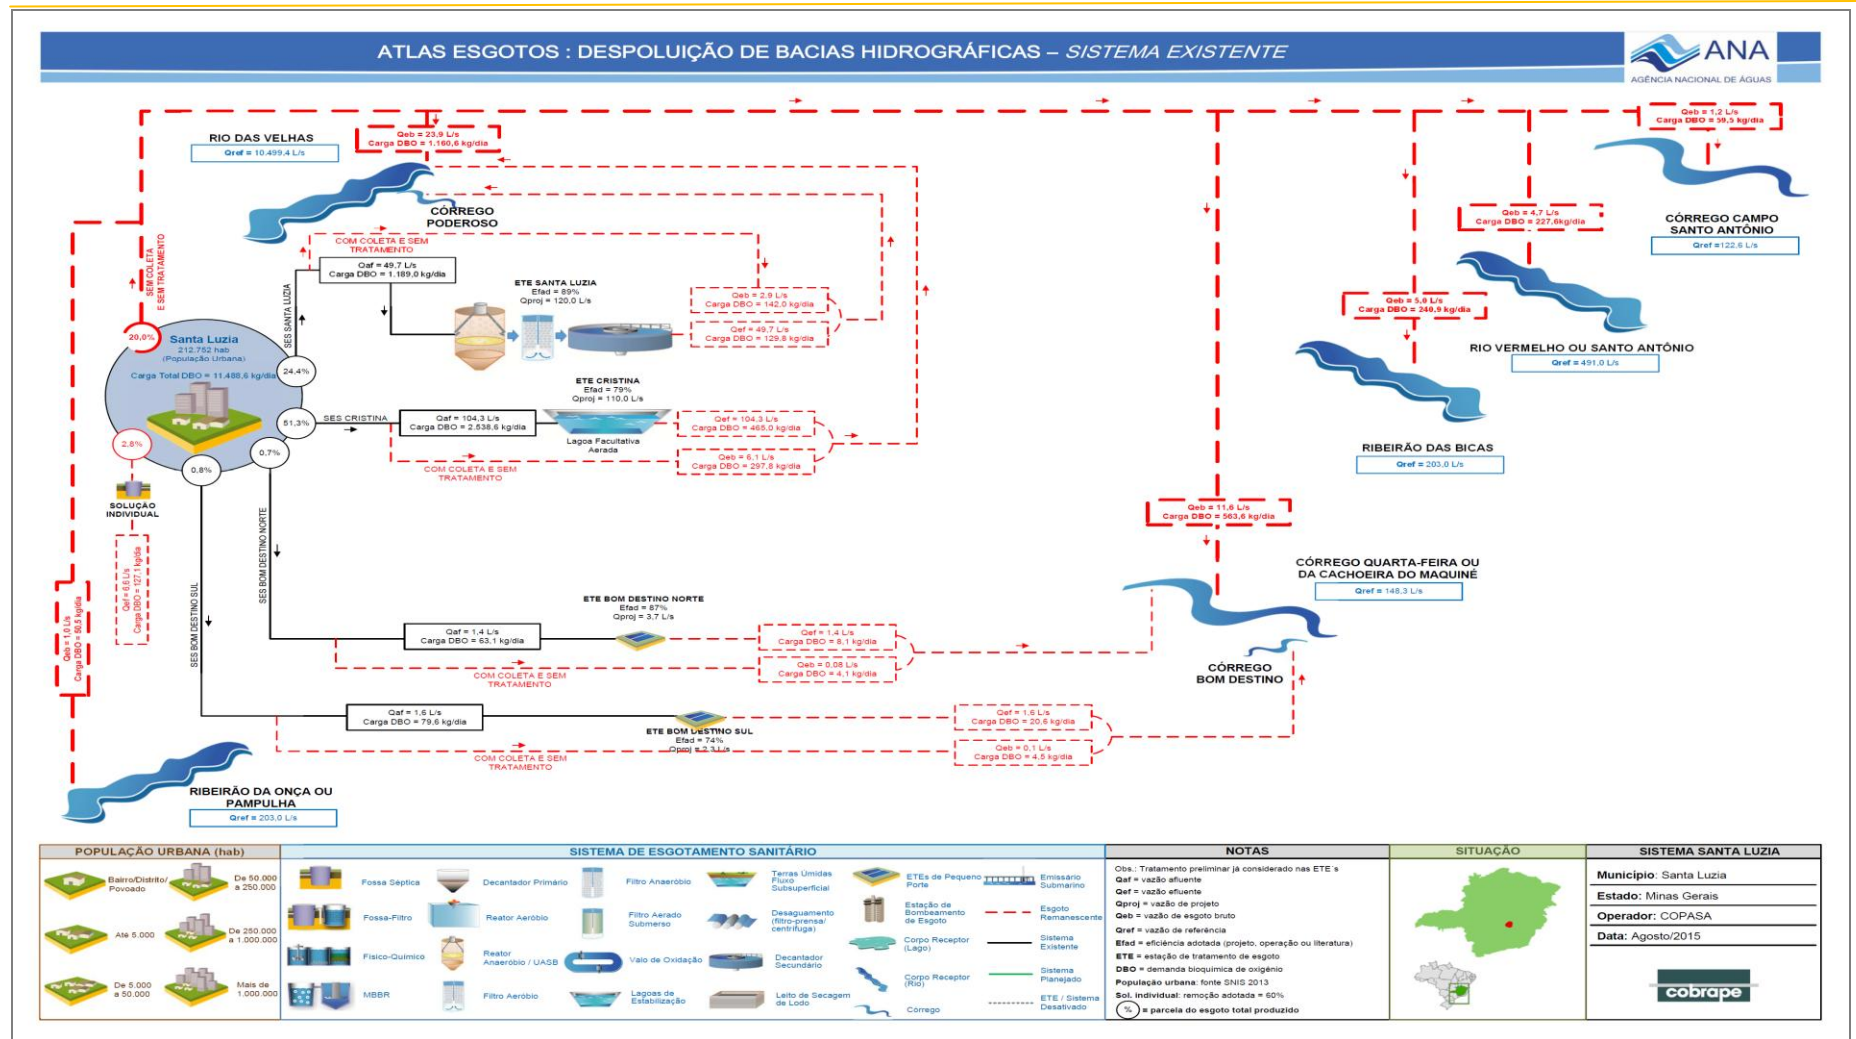 ATLAS ESGOTOS : DESPOLUIÇÃO DE BACIAS HIDROGRÁFICAS – SISTEMA EXISTENTE
ANA
AGÊNCIA NACIONAL DE ÁGUAS
RIO DAS VELHAS
Qref = 10.499,4 L/s
Qeb = 23,9 L/s
Carga DBO = 1.160,6 kg/dia
CÓRREGO
PODEROSO
Qeb = 1,2 L/s
Carga DBO = 59,5 kg/dia
CÓRREGO CAMPO
SANTO ANTÔNIO
Qref =122,6 L/s
Qeb = 4,7 L/s
Carga DBO = 227,6kg/dia
RIO VERMELHO OU SANTO ANTÔNIO
Qref = 491,0 L/s
Qeb = 5,0 L/s
Carga DBO = 240,9 kg/dia
RIBEIRÃO DAS BICAS
Qref = 203,0 L/s
SEM COLETA
E SEM TRATAMENTO
20,0%
Santa Luzia
212.752 hab
(População Urbana)
Carga Total DBO = 11.488,6 kg/dia
24,4%
51,3%
0,7%
0,8%
2,8%
SOLUÇÃO
INDIVIDUAL
Qef = 6,6 L/s
Carga DBO = 127,1 kg/dia
Qeb = 1,0 L/s
Carga DBO = 50,5 kg/dia
SES SANTA LUZIA
COM COLETA E SEM
TRATAMENTO
Qaf = 49,7 L/s
Carga DBO = 1.189,0 kg/dia
ETE SANTA LUZIA
Efad = 89%
Qproj = 120,0 L/s
Qeb = 2,9 L/s
Carga DBO = 142,0 kg/dia
Qef = 49,7 L/s
Carga DBO = 129,8 kg/dia
SES CRISTINA
Qaf = 104,3 L/s
Carga DBO = 2.538,6 kg/dia
ETE CRISTINA
Efad = 79%
Qproj = 110,0 L/s
Lagoa Facultativa
Aerada
Qef = 104,3 L/s
Carga DBO = 465,0 kg/dia
Qeb = 6,1 L/s
Carga DBO = 297,8 kg/dia
COM COLETA E SEM
TRATAMENTO
Qeb = 11,6 L/s
Carga DBO = 563,6 kg/dia
CÓRREGO QUARTA-FEIRA OU
DA CACHOEIRA DO MAQUINÉ
Qref = 148,3 L/s
SES BOM DESTINO NORTE
Qaf = 1,4 L/s
Carga DBO = 63,1 kg/dia
ETE BOM DESTINO NORTE
Efad = 87%
Qproj = 3,7 L/s
Qef = 1,4 L/s
Carga DBO = 8,1 kg/dia
Qeb = 0,08 L/s
Carga DBO = 4,1 kg/dia
COM COLETA E SEM
TRATAMENTO
CÓRREGO
BOM DESTINO
SES BOM DESTINO SUL
Qaf = 1,6 L/s
Carga DBO = 79,6 kg/dia
ETE BOM DESTINO SUL
Efad = 74%
Qproj = 2,3 L/s
Qef = 1,6 L/s
Carga DBO = 20,6 kg/dia
Qeb = 0,1 L/s
Carga DBO = 4,5 kg/dia
COM COLETA E SEM
TRATAMENTO
RIBEIRÃO DA ONÇA OU
PAMPULHA
Qref = 203,0 L/s
POPULAÇÃO URBANA (hab)
Bairro/Distrito/
Povoado
De 50.000
a 250.000
Até 5.000
De 250.000
a 1.000.000
De 5.000
a 50.000
Mais de
1.000.000
SISTEMA DE ESGOTAMENTO SANITÁRIO
Fossa Séptica
Fossa-Filtro
Físico-Químico
MBBR
Decantador Primário
Reator Aeróbio
Reator
Anaeróbio / UASB
Filtro Aeróbio
Filtro Anaeróbio
Filtro Aerado
Submerso
Valo de Oxidação
Lagoas de
Estabilização
Terras Úmidas
Fluxo
Subsuperficial
Desaguamento
(filtro-prensa/
centrífuga)
Decantador
Secundário
Leito de Secagem
de Lodo
ETEs de Pequeno
Porte
Estação de
Bombeamento
de Esgoto
Corpo Receptor
(Lago)
Corpo Receptor
(Rio)
Córrego
Emissário
Submarino
Esgoto
Remanescente
Sistema
Existente
Sistema
Planejado
ETE / Sistema
Desativado
NOTAS
Obs.: Tratamento preliminar já considerado nas ETE´s
Qaf = vazão afluente
Qef = vazão efluente
Qproj = vazão de projeto
Qeb = vazão de esgoto bruto
Qref = vazão de referência
Efad = eficiência adotada (projeto, operação ou literatura)
ETE = estação de tratamento de esgoto
DBO = demanda bioquímica de oxigênio
População urbana: fonte SNIS 2013
Sol. individual: remoção adotada = 60%
% = parcela do esgoto total produzido
SITUAÇÃO
SISTEMA SANTA LUZIA
Município: Santa Luzia
Estado: Minas Gerais
Operador: COPASA
Data: Agosto/2015
cobrape